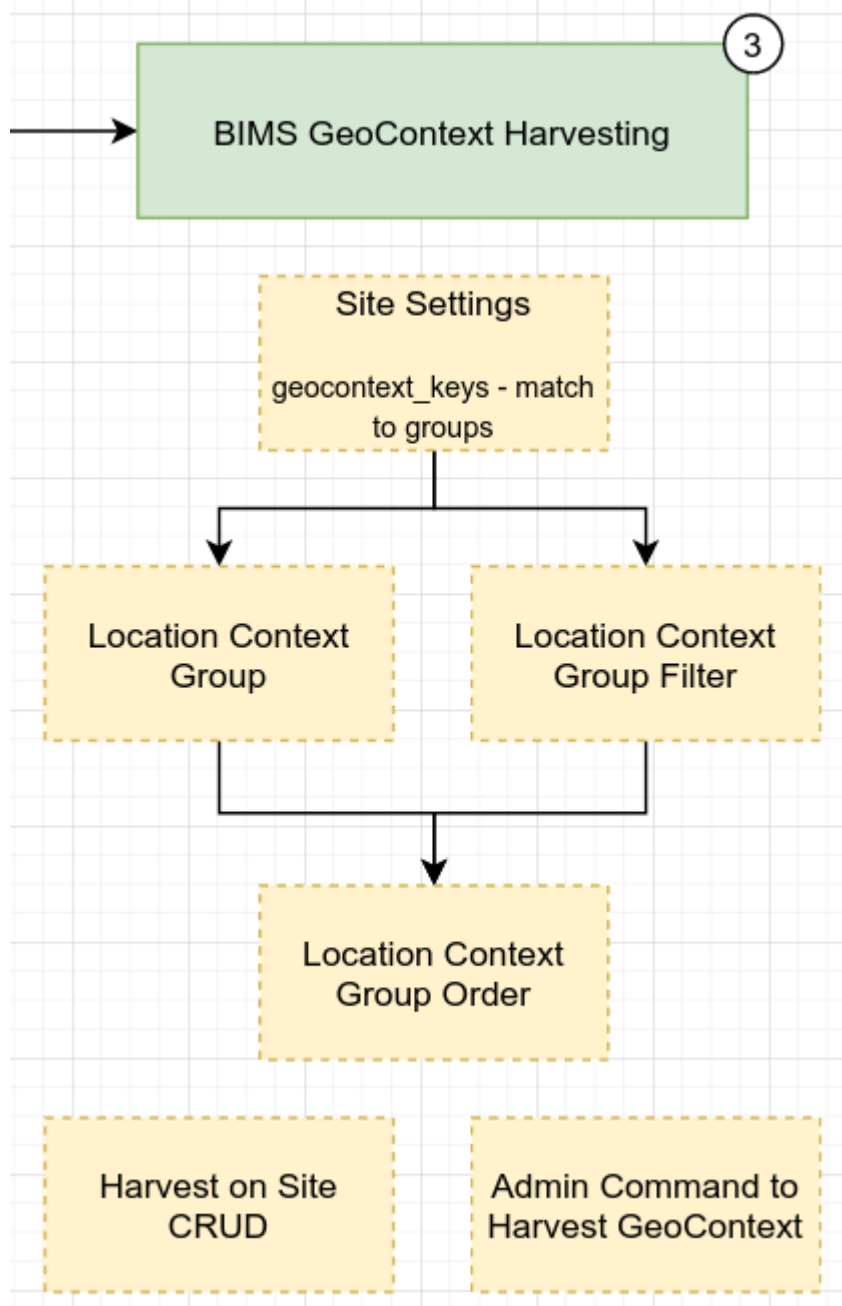 3
BIMS GeoContext Harvesting
Site Settings
geocontext_keys - match
to groups
Location Context
Group
Location Context
Group Filter
Location Context
Group Order
Harvest on Site
CRUD
Admin Command to
Harvest GeoContext